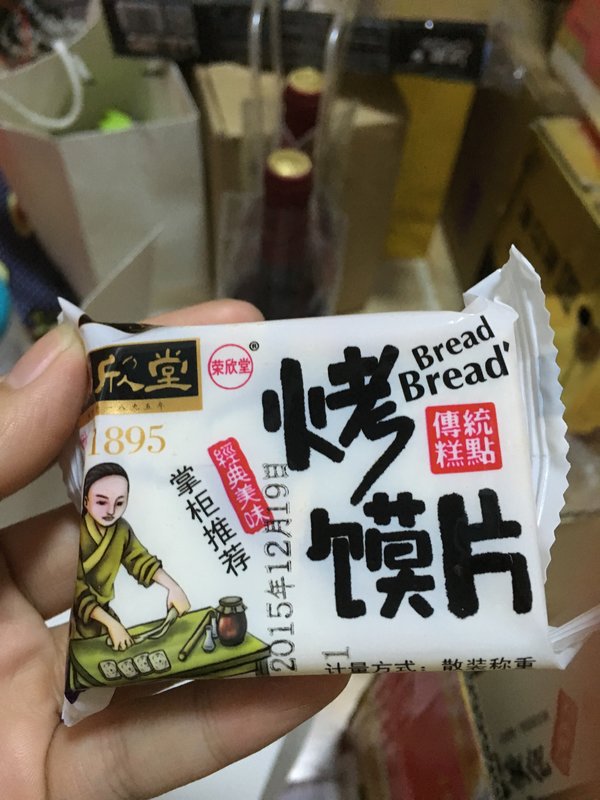 欣堂
一八九五年
1895
荣欣堂®
Bread
Bread
烤
馍片
傳統
糕點
經典美味
掌柜推荐
2015年12月19日
1
计量方式：散装称重